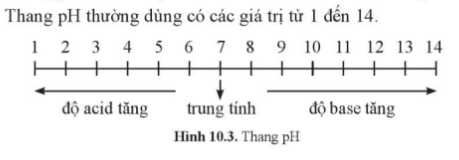 Thang pH thường dùng có các giá trị từ 1 đến 14.
1 2 3 4 5 6 7 8 9 10 11 12 13 14
độ acid tăng trung tính độ base tăng
Hình 10.3. Thang pH